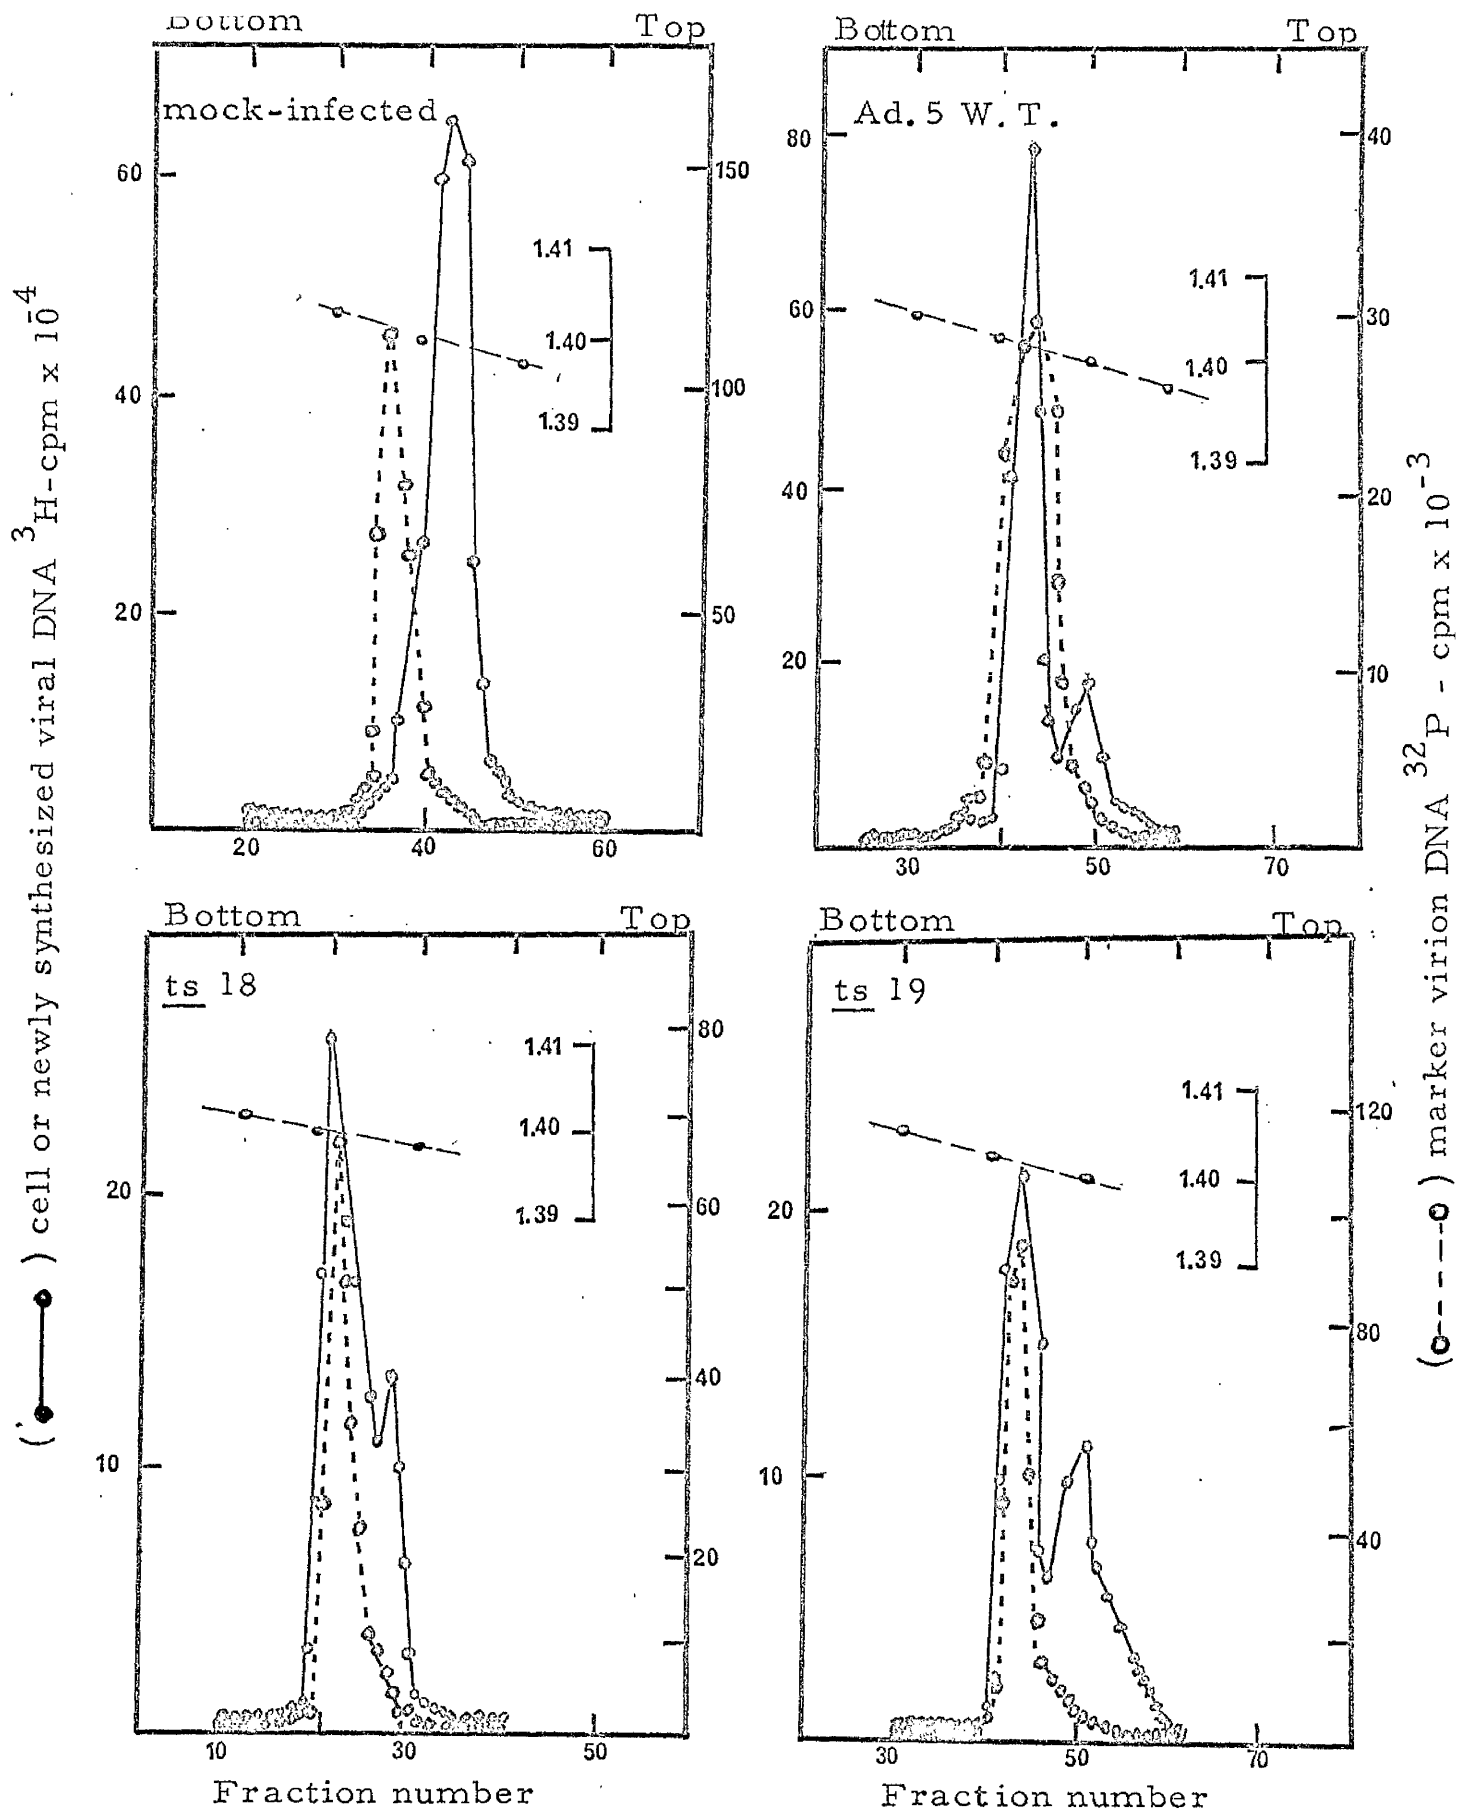 Bottom Top
mock-infected
60
40
20
150
100
50
1.41
1.40
1.39
20 40 60
Bottom Top
Ad. 5 W. T.
80
60
40
20
40
30
20
10
1.41
1.40
1.39
30 50 70
Bottom Top
ts 18
20
10
80
60
40
20
1.41
1.40
1.39
10 30 50
Fraction number
Bottom Top
ts 19
20
10
120
80
40
1.41
1.40
1.39
30 50 70
Fraction number
( ) cell or newly synthesized viral DNA 3H-cpm x 10-4
( ) marker virion DNA 32P - cpm x 10-3